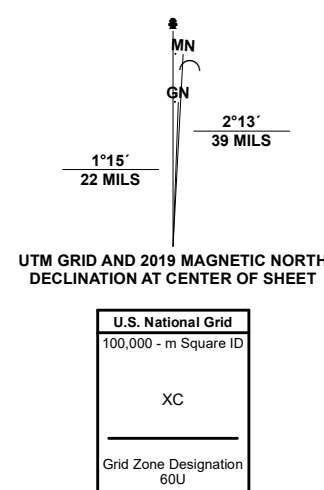 MN
GN
2°13´
39 MILS
1°15´
22 MILS
UTM GRID AND 2019 MAGNETIC NORTH
DECLINATION AT CENTER OF SHEET
U.S. National Grid
100,000 - m Square ID
XC
Grid Zone Designation
60U